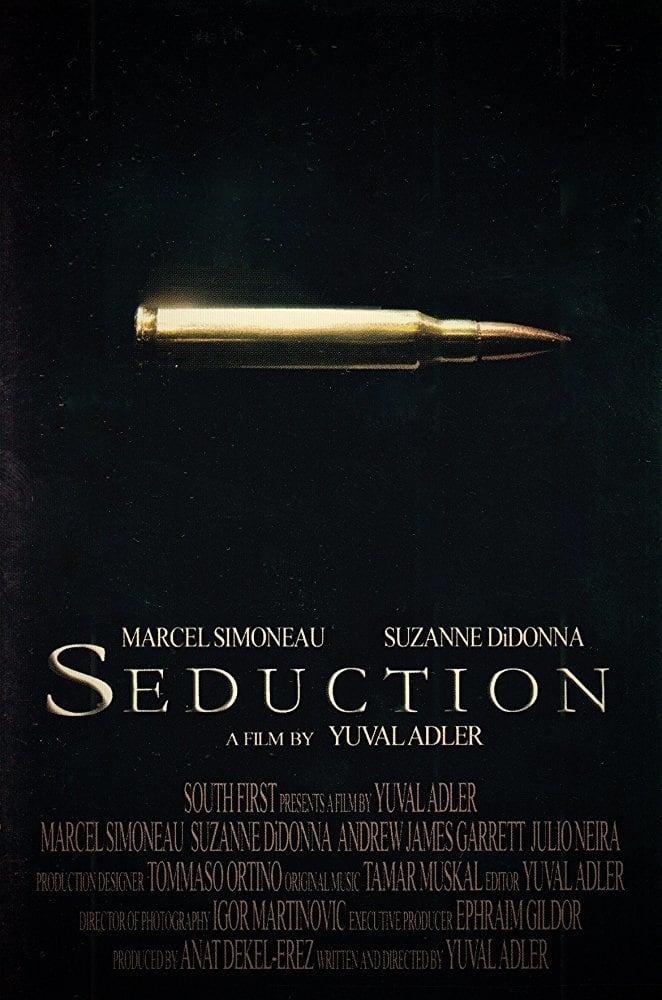 MARCEL SIMONEAU SUZANNE DiDONNA
SEDUCTION
A FILM BY YUVAL ADLER
SOUTH FIRST PRESENTS A FILM BY YUVAL ADLER
MARCEL SIMONEAU SUZANNE DiDONNA ANDREW JAMES GARRETT JULIO NEIRA
PRODUCTION DESIGNER TOMMASO ORTINO ORIGINAL MUSIC TAMAR MUSKAL EDITOR YUVAL ADLER
DIRECTOR OF PHOTOGRAPHY IGOR MARTINOVIC EXECUTIVE PRODUCER EPHRAIM GILDOR
PRODUCED BY ANAT DEKEL-EREZ WRITTEN AND DIRECTED BY YUVAL ADLER